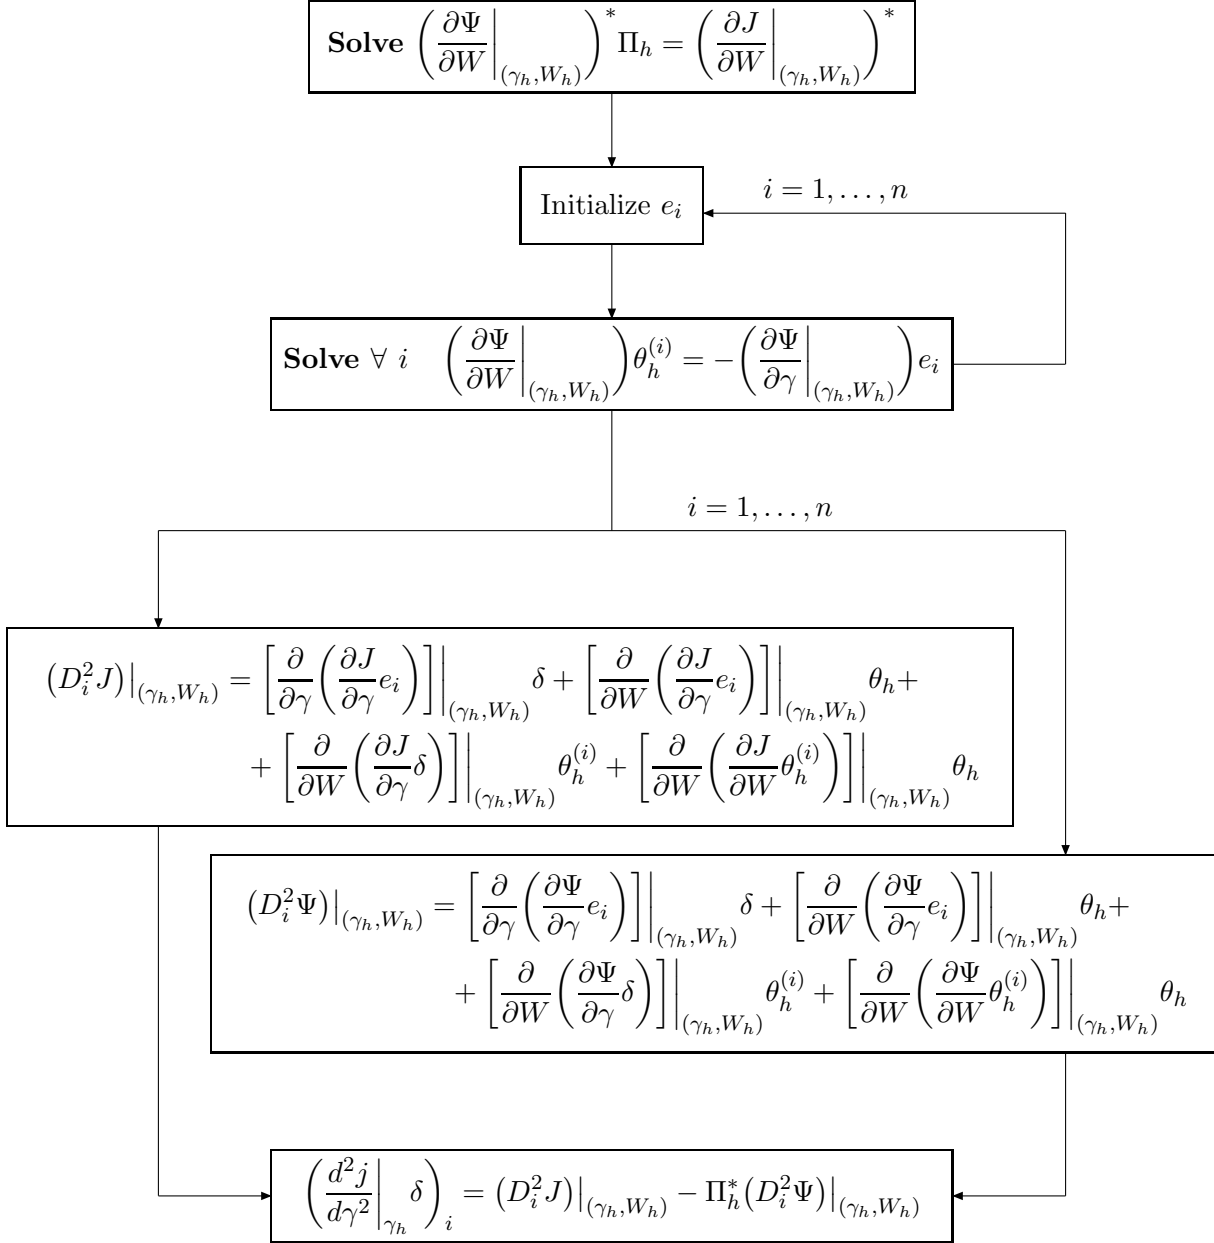 Solve (∂Ψ/∂W|_(γ_h,W_h))^* Π_h = (∂J/∂W|_(γ_h,W_h))^*
Initialize e_i
i = 1, . . . , n
Solve ∀ i (∂Ψ/∂W|_(γ_h,W_h)) θ_h^(i) = −(∂Ψ/∂γ|_(γ_h,W_h)) e_i
i = 1, . . . , n
(D_i^2 J)|_(γ_h,W_h) = [∂/∂γ (∂J/∂γ e_i)]|_(γ_h,W_h) δ + [∂/∂W (∂J/∂γ e_i)]|_(γ_h,W_h) θ_h +
+ [∂/∂W (∂J/∂γ δ)]|_(γ_h,W_h) θ_h^(i) + [∂/∂W (∂J/∂W θ_h^(i))]|_(γ_h,W_h) θ_h
(D_i^2 Ψ)|_(γ_h,W_h) = [∂/∂γ (∂Ψ/∂γ e_i)]|_(γ_h,W_h) δ + [∂/∂W (∂Ψ/∂γ e_i)]|_(γ_h,W_h) θ_h +
+ [∂/∂W (∂Ψ/∂γ δ)]|_(γ_h,W_h) θ_h^(i) + [∂/∂W (∂Ψ/∂W θ_h^(i))]|_(γ_h,W_h) θ_h
(d^2 j/dγ^2|_γ_h δ)_i = (D_i^2 J)|_(γ_h,W_h) − Π_h^* (D_i^2 Ψ)|_(γ_h,W_h)